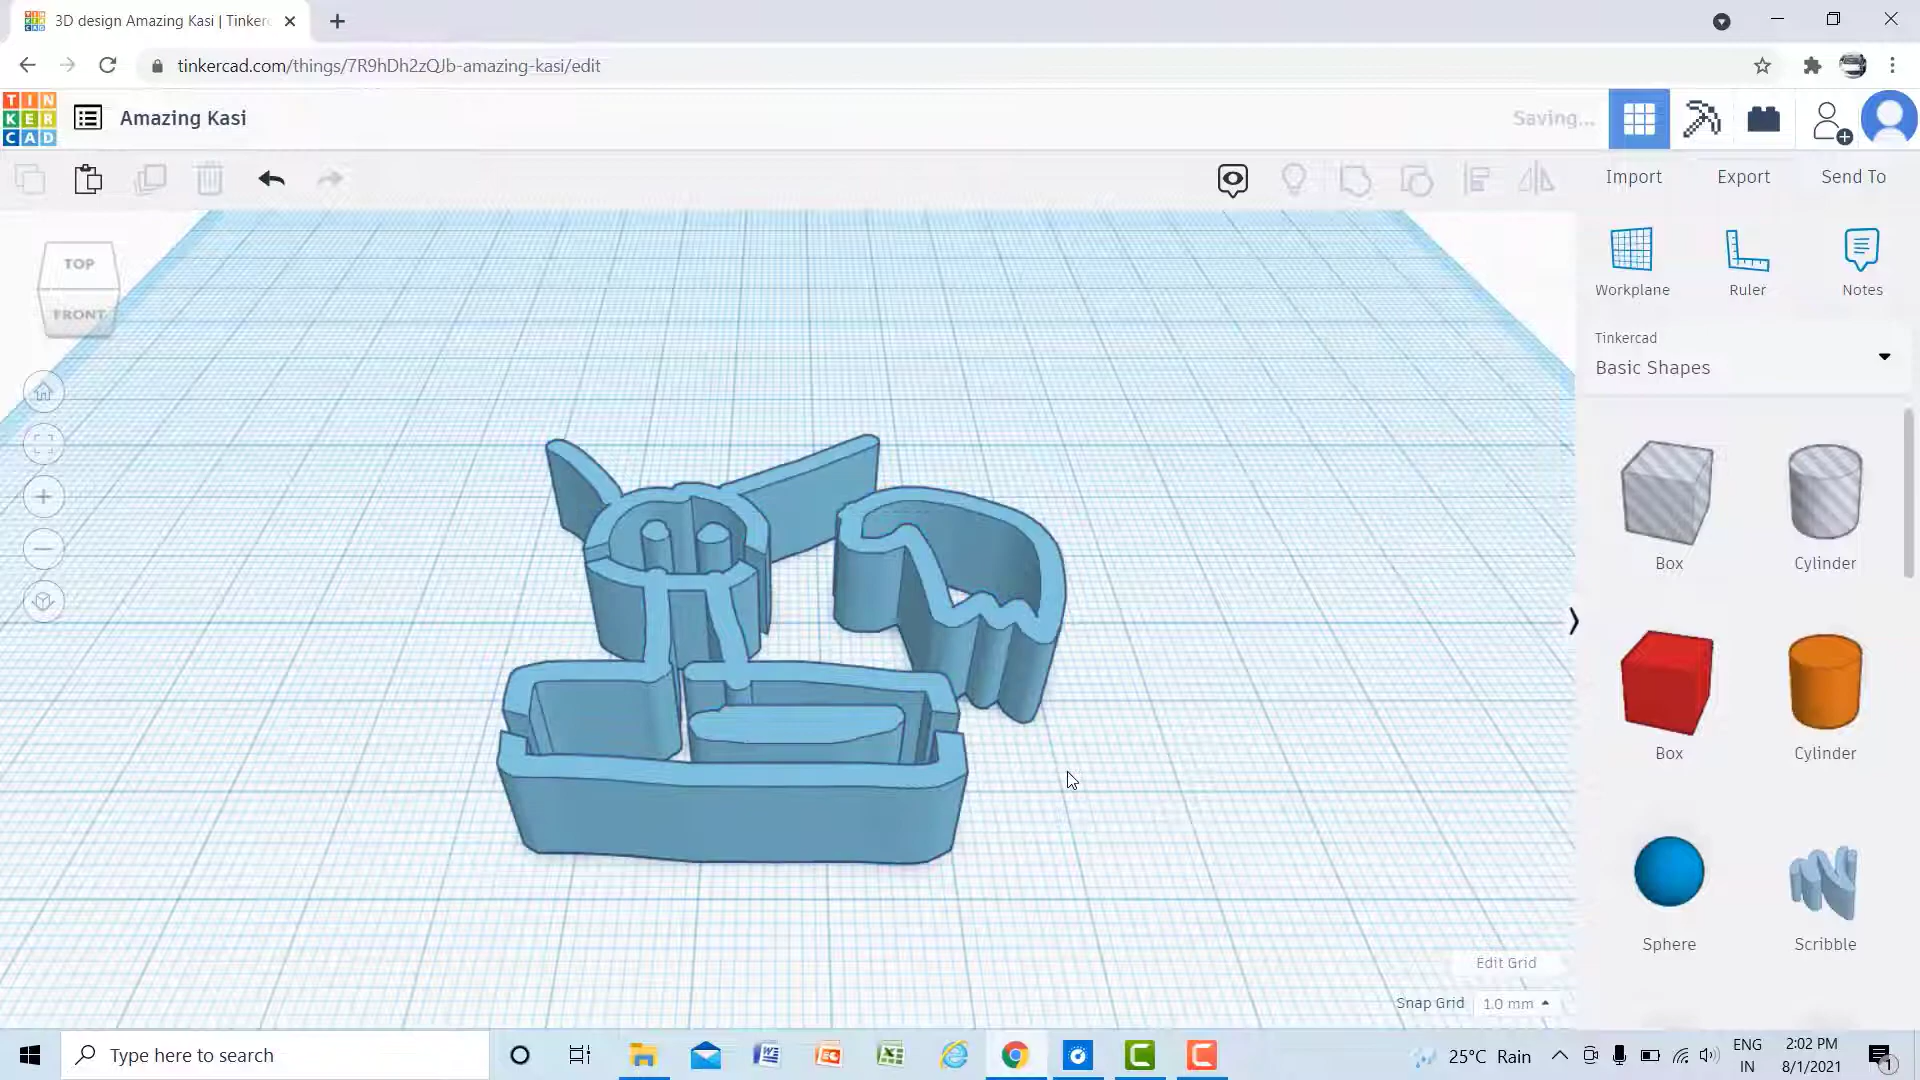 3D design Amazing Kasi | Tinkerc
tinkercad.com/things/7R9hDh2zQJb-amazing-kasi/edit
TIN
KER
CAD
Amazing Kasi
Saving...
Import
Export
Send To
TOP
FRONT
Workplane
Ruler
Notes
Tinkercad
Basic Shapes
Box
Cylinder
Box
Cylinder
Sphere
Scribble
Edit Grid
Snap Grid
1.0 mm
Type here to search
25°C Rain
ENG
IN
2:02 PM
8/1/2021
1